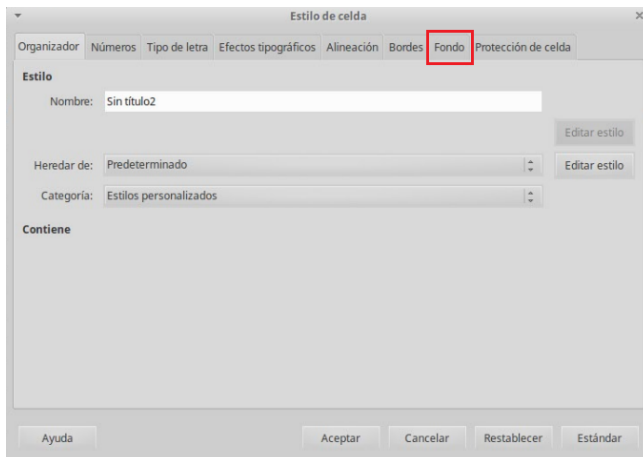 Estilo de celda
Organizador Números Tipo de letra Efectos tipográficos Alineación Bordes Fondo Protección de celda
Estilo
Nombre: Sin título2
Editar estilo
Heredar de: Predeterminado Editar estilo
Categoría: Estilos personalizados
Contiene
Ayuda Aceptar Cancelar Restablecer Estándar